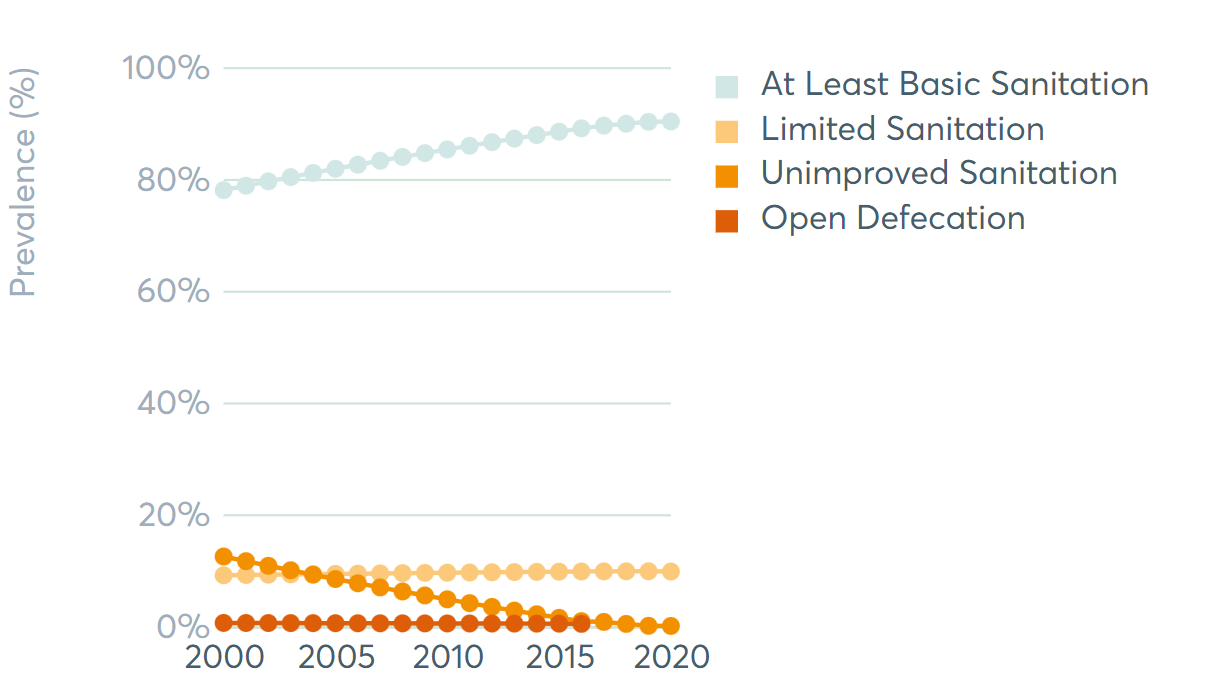 Prevalence (%)
100%
80%
60%
40%
20%
0%
2000 2005 2010 2015 2020
At Least Basic Sanitation
Limited Sanitation
Unimproved Sanitation
Open Defecation